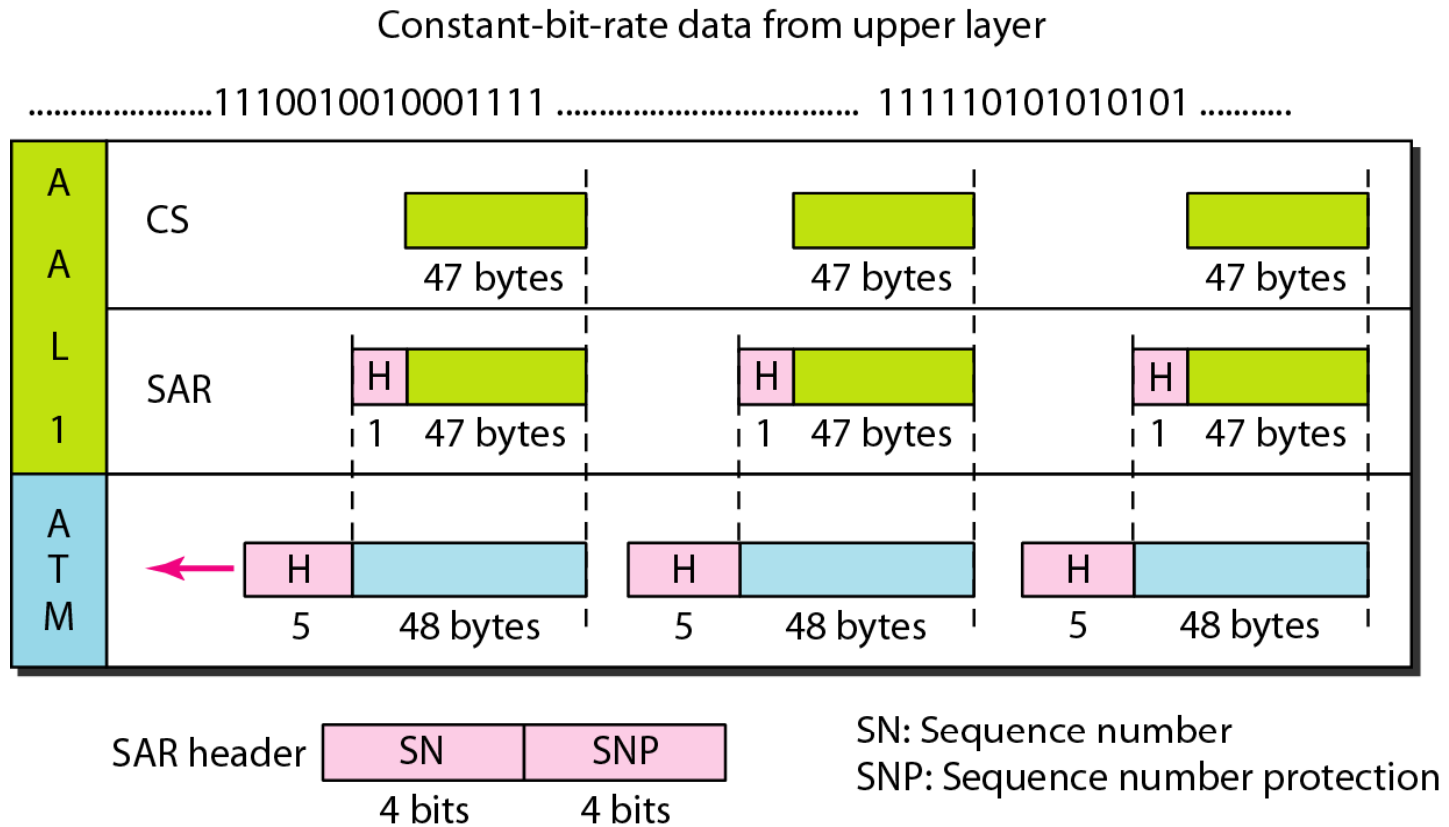 Constant-bit-rate data from upper layer
.....................1110010010001111 .................................. 111110101010101 ...........
A
A
L
1
CS
47 bytes
47 bytes
47 bytes
SAR
H
H
H
1
47 bytes
1
47 bytes
1
47 bytes
A
T
M
H
H
H
5
48 bytes
5
48 bytes
5
48 bytes
SAR header
SN
SNP
4 bits
4 bits
SN: Sequence number
SNP: Sequence number protection